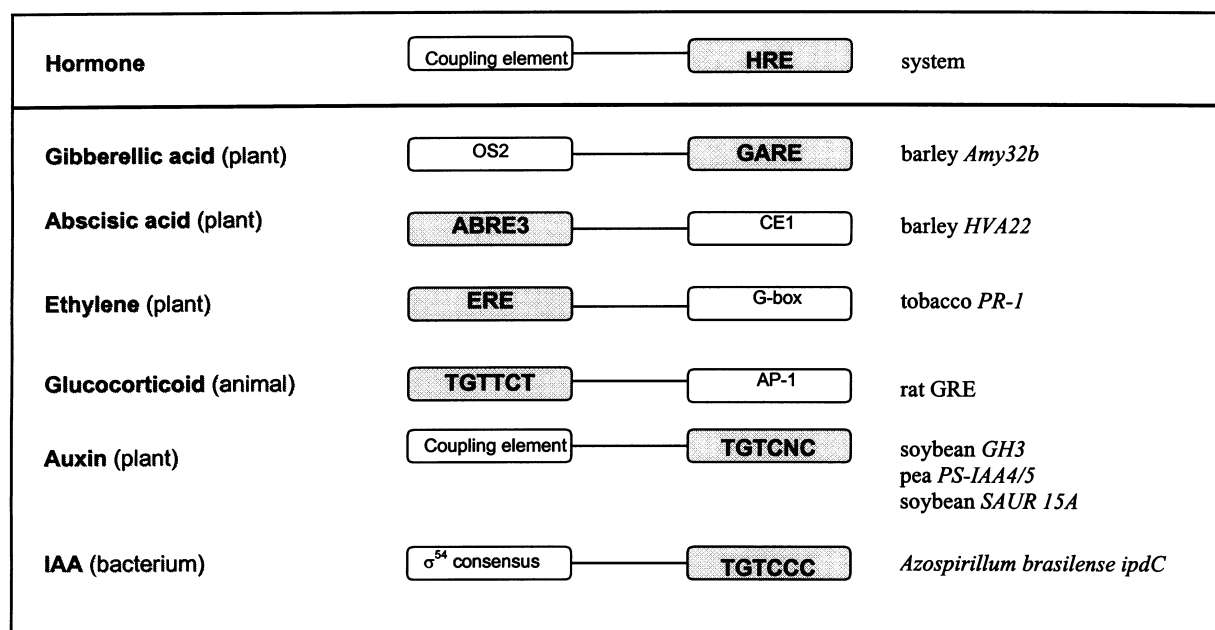 Hormone Coupling element HRE system
Gibberellic acid (plant) OS2 GARE barley Amy32b
Abscisic acid (plant) ABRE3 CE1 barley HVA22
Ethylene (plant) ERE G-box tobacco PR-1
Glucocorticoid (animal) TGTTCT AP-1 rat GRE
Auxin (plant) Coupling element TGTCNC soybean GH3
pea PS-IAA4/5
soybean SAUR 15A
IAA (bacterium) σ⁵⁴ consensus TGTCCC Azospirillum brasilense ipdC